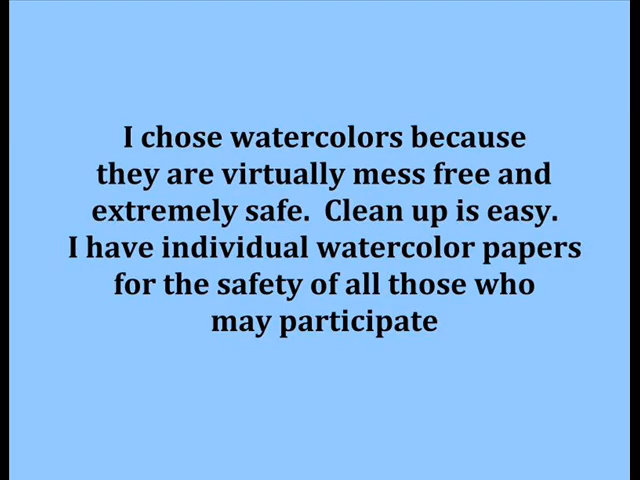 I chose watercolors because
they are virtually mess free and
extremely safe.  Clean up is easy.
I have individual watercolor papers
for the safety of all those who
may participate